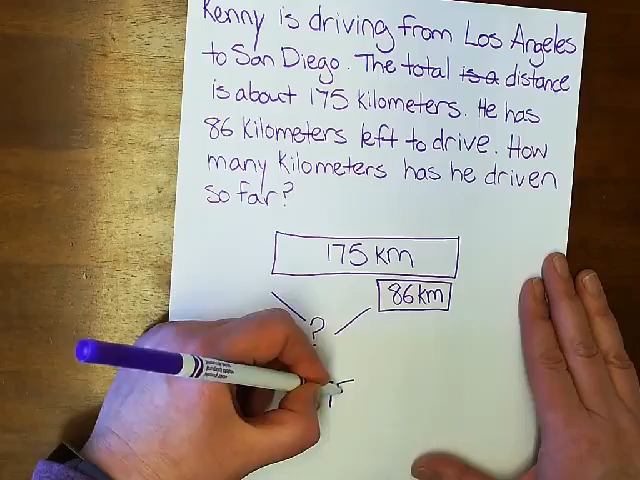 Kenny is driving from Los Angeles
to San Diego. The total is a distance
is about 175 Kilometers. He has
86 Kilometers left to drive. How
many Kilometers has he driven
so far?
175 km
86 km
?